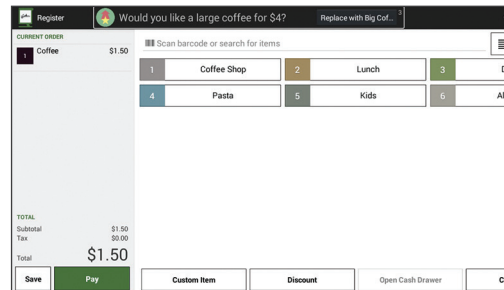 Register
Would you like a large coffee for $4?
Replace with Big Cof..
3
CURRENT ORDER
1 Coffee $1.50
Scan barcode or search for items
1 Coffee Shop
2 Lunch
3 D
4 Pasta
5 Kids
6 Al
TOTAL
Subtotal $1.50
Tax $0.00
Total $1.50
Save
Pay
Custom Item
Discount
Open Cash Drawer
C